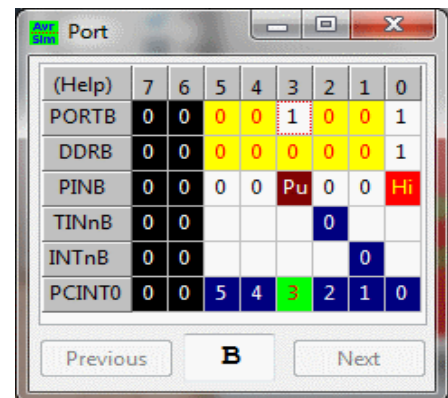 Avr Sim Port
(Help) 7 6 5 4 3 2 1 0
PORTB 0 0 0 0 1 0 0 1
DDRB 0 0 0 0 0 0 0 1
PINB 0 0 0 0 Pu 0 0 Hi
TINnB 0 0 0
INTnB 0 0 0
PCINT0 0 0 5 4 3 2 1 0
Previous B Next